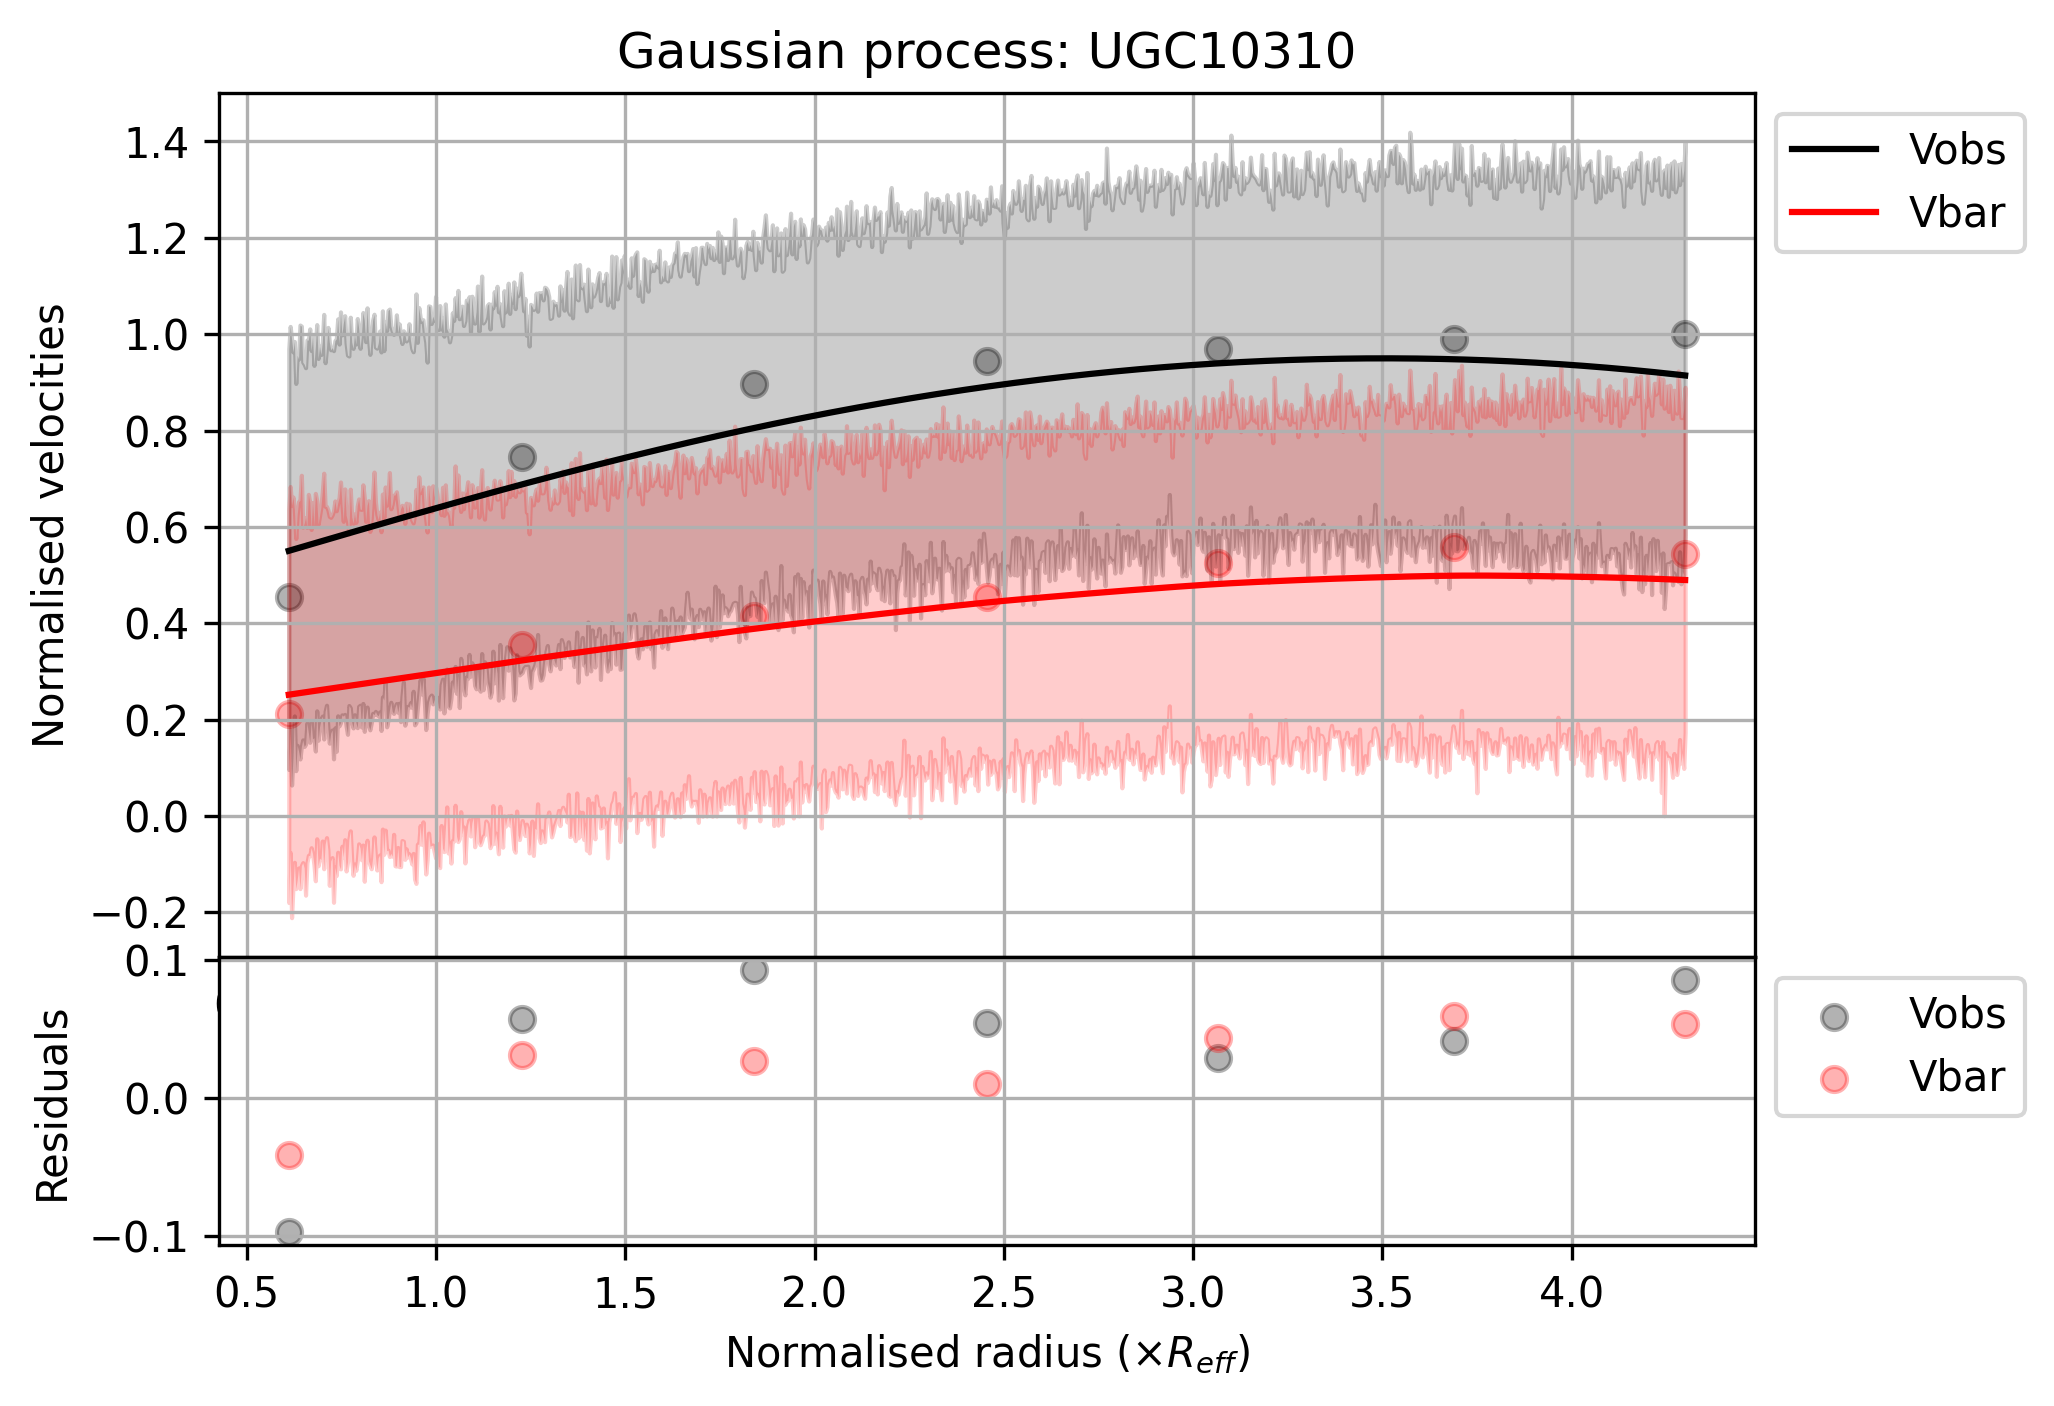 Gaussian process: UGC10310
Normalised velocities
1.4
1.2
1.0
0.8
0.6
0.4
0.2
0.0
−0.2
Vobs
Vbar
Residuals
0.1
0.0
−0.1
Vobs
Vbar
0.5 1.0 1.5 2.0 2.5 3.0 3.5 4.0
Normalised radius (×R_eff)